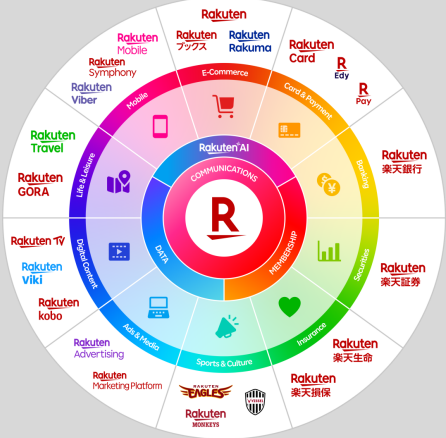 Rakuten
Rakuten
ブックス
Rakuten
Rakuma
Rakuten
Card
R
Edy
R
Pay
Rakuten
Mobile
Rakuten
Symphony
Rakuten
Viber
E-Commerce
Card & Payment
Mobile
Rakuten
Travel
Rakuten
GORA
Life & Leisure
Banking
Rakuten
楽天銀行
Rakuten AI
COMMUNICATIONS
R
DATA
MEMBERSHIP
Rakuten TV
Rakuten
Viki
Rakuten
kobo
Digital Content
Securities
Rakuten
楽天証券
Rakuten
Advertising
Rakuten
Marketing Platform
Ads & Media
Sports & Culture
Insurance
Rakuten
楽天生命
Rakuten
楽天損保
RAKUTEN
EAGLES
Rakuten
MONKEYS